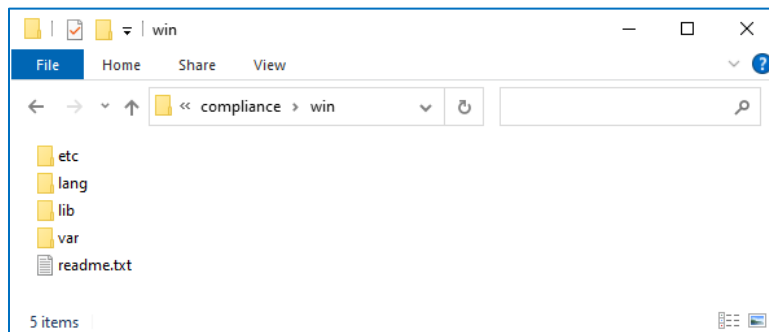 win
File Home Share View
« compliance › win
etc
lang
lib
var
readme.txt
5 items